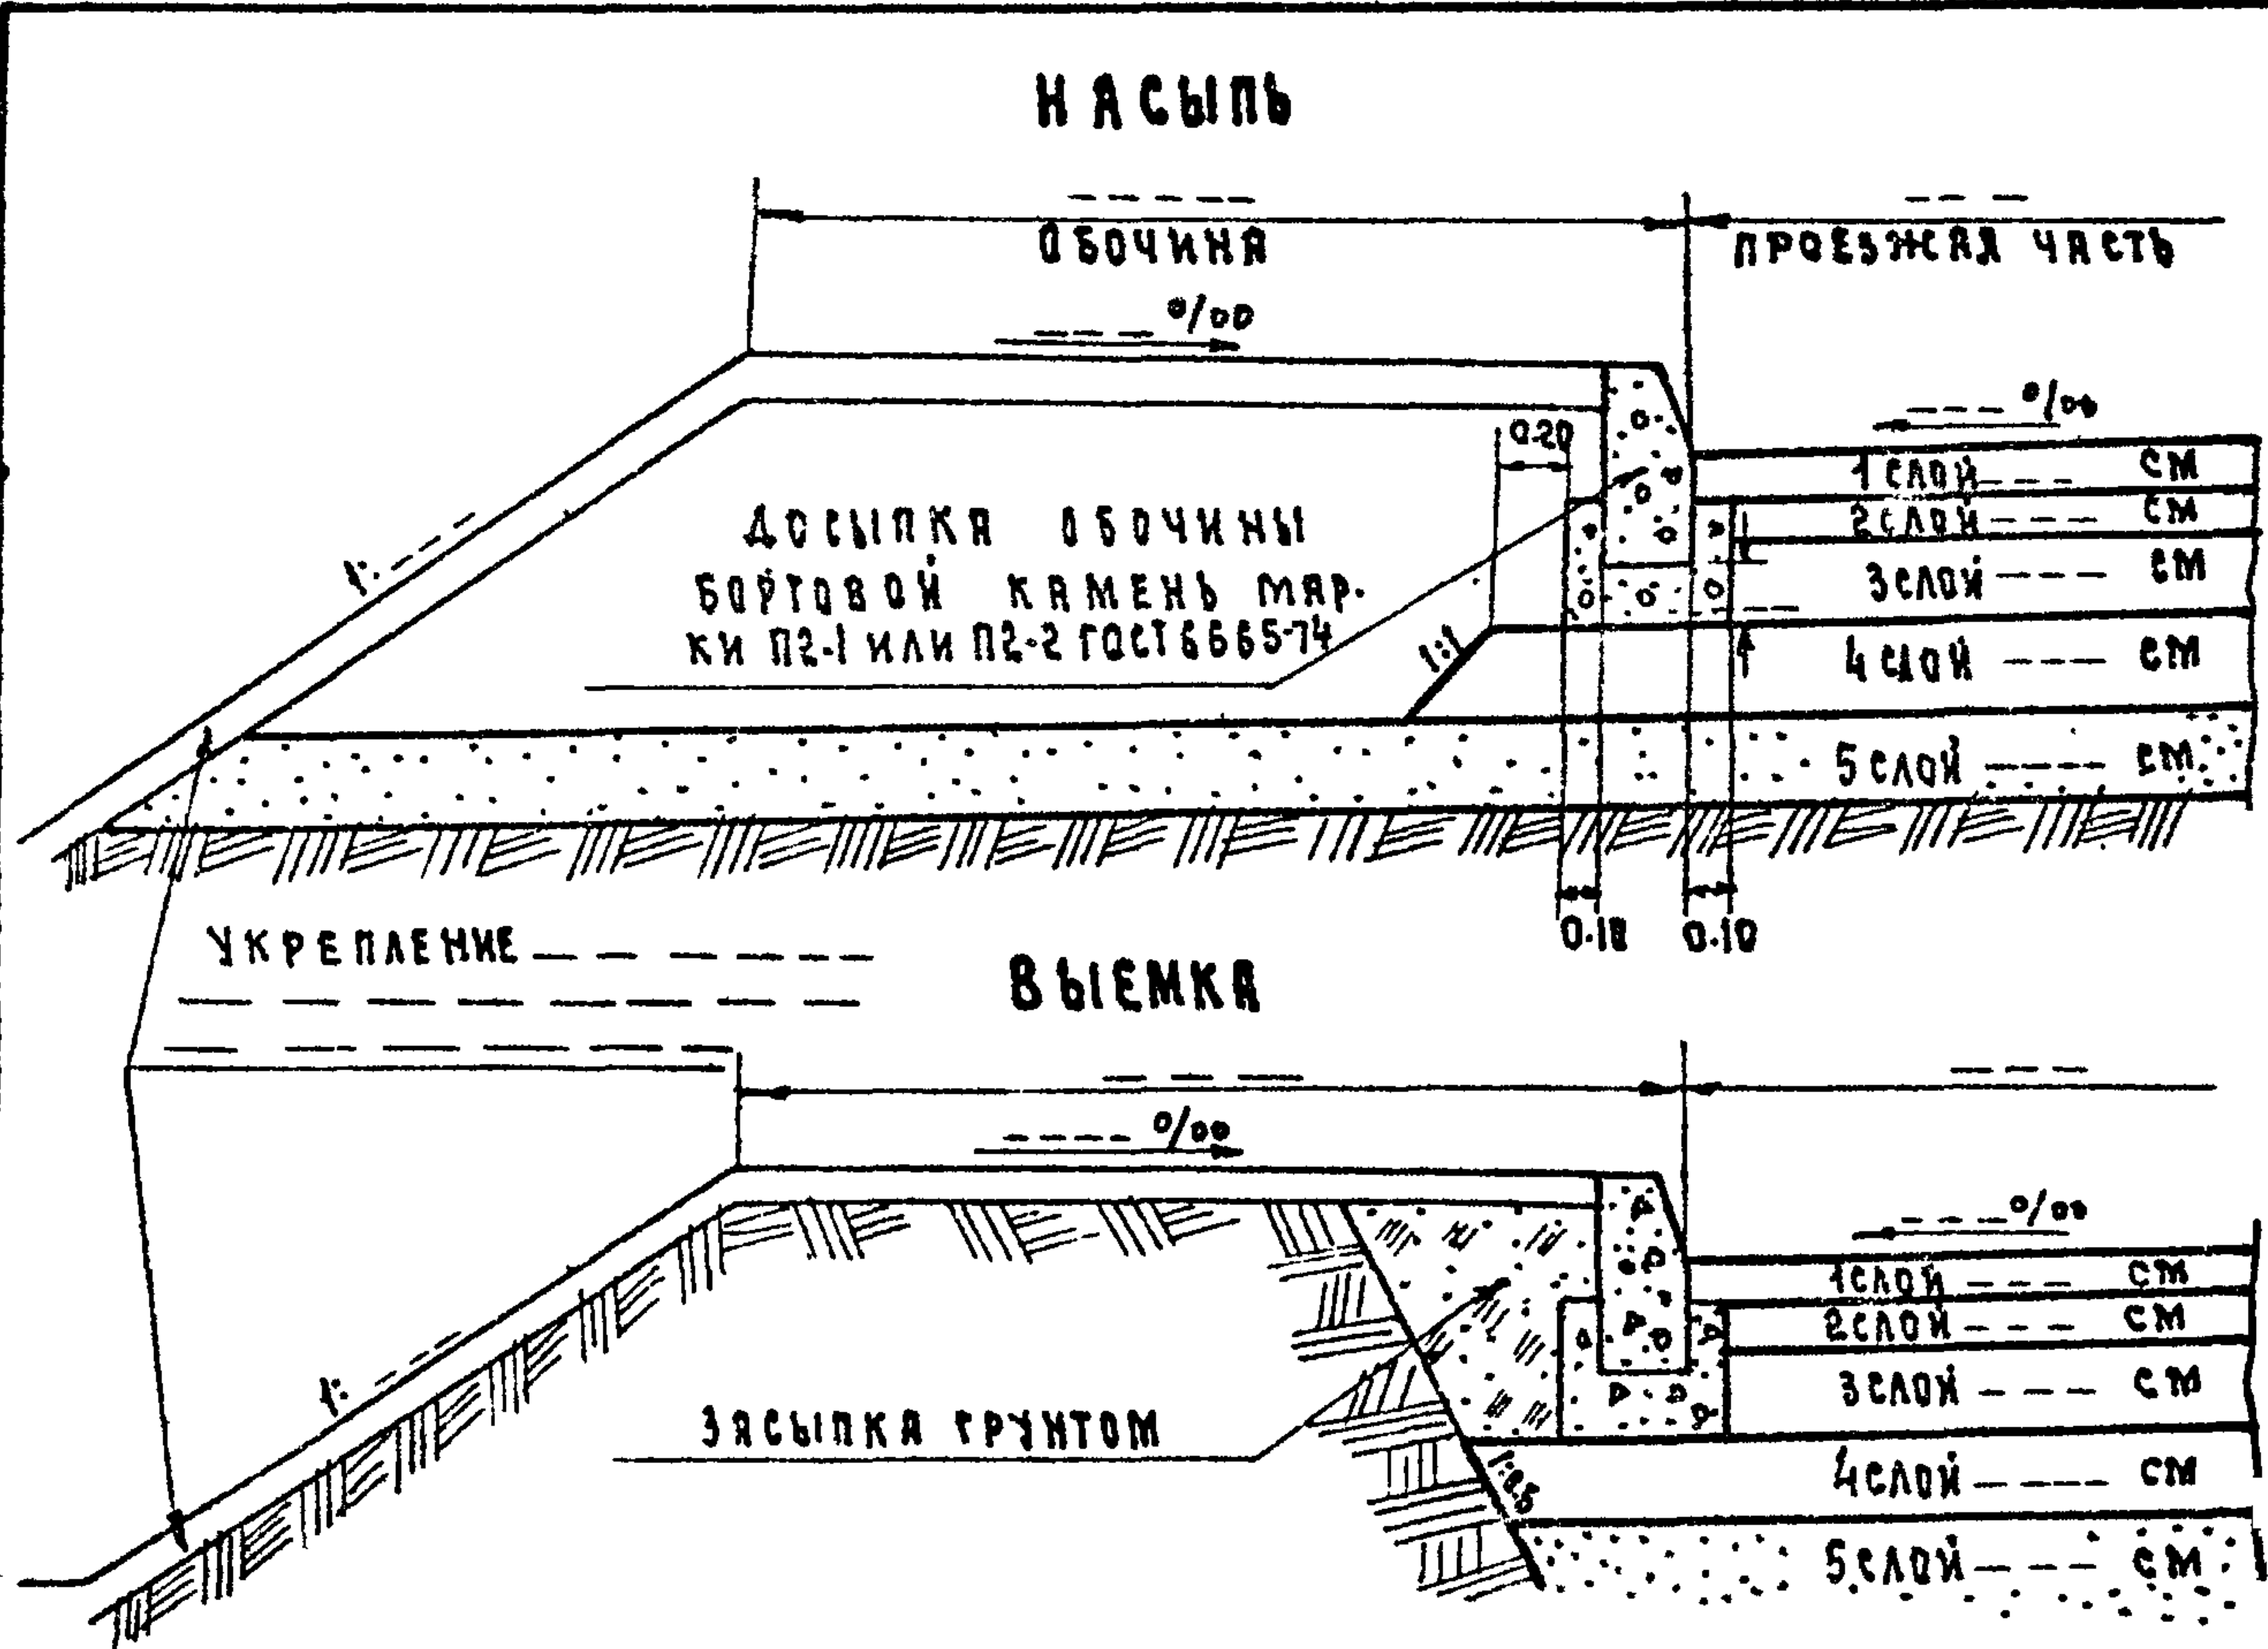 НАСЫПЬ
ОБОЧИНА
ПРОЕЗЖАЯ ЧАСТЬ
--- -- 0/00
--- 0/00
0.20
1 СЛОЙ --- СМ
2 СЛОЙ --- СМ
3 СЛОЙ --- СМ
4 СЛОЙ ---- СМ
5 СЛОЙ ---- СМ
ДОСЫПКА ОБОЧИНЫ
БОРТОВОЙ КАМЕНЬ МАР-
КИ П2-1 ИЛИ П2-2 ГОСТ 6665-74
1:----
1:1
0.10 0.10
УКРЕПЛЕНИЕ -------
ВЫЕМКА
---- 0/00
--- 0/00
1 СЛОЙ --- СМ
2 СЛОЙ --- СМ
3 СЛОЙ --- СМ
4 СЛОЙ ---- СМ
5 СЛОЙ --- СМ
1:---
ЗАСЫПКА ГРУНТОМ
1:0.5